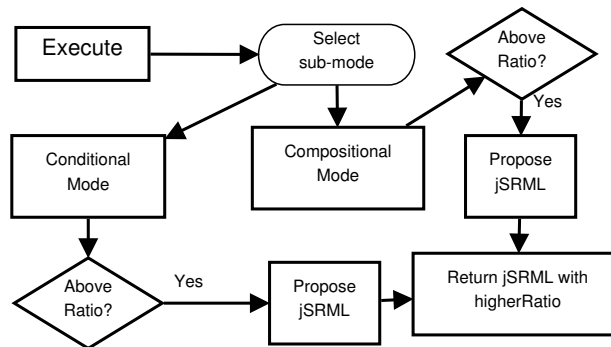 Execute
Select
sub-mode
Above
Ratio?
Yes
Conditional
Mode
Compositional
Mode
Propose
jSRML
Above
Ratio?
Yes
Propose
jSRML
Return jSRML with
higherRatio